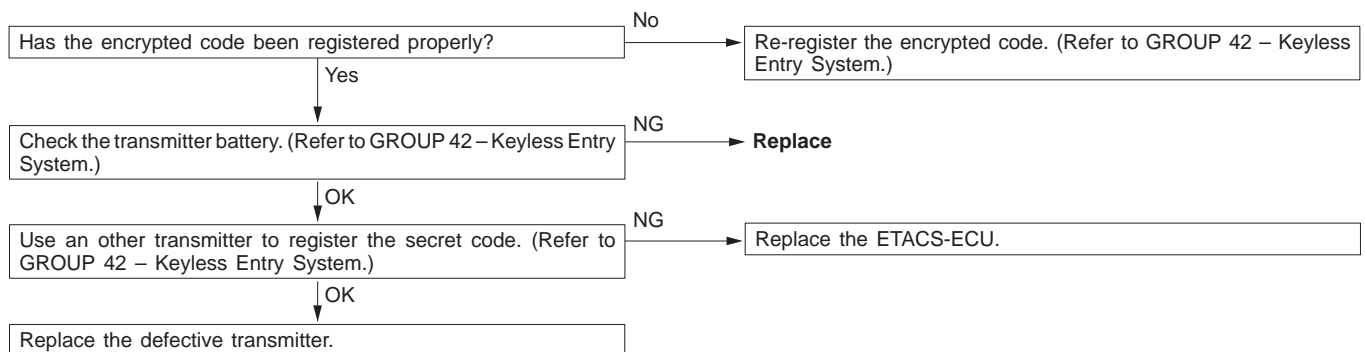 No
Has the encrypted code been registered properly?
Re-register the encrypted code. (Refer to GROUP 42 – Keyless
Entry System.)
Yes
NG
Check the transmitter battery. (Refer to GROUP 42 – Keyless Entry
System.)
Replace
OK
NG
Use an other transmitter to register the secret code. (Refer to
GROUP 42 – Keyless Entry System.)
Replace the ETACS-ECU.
OK
Replace the defective transmitter.